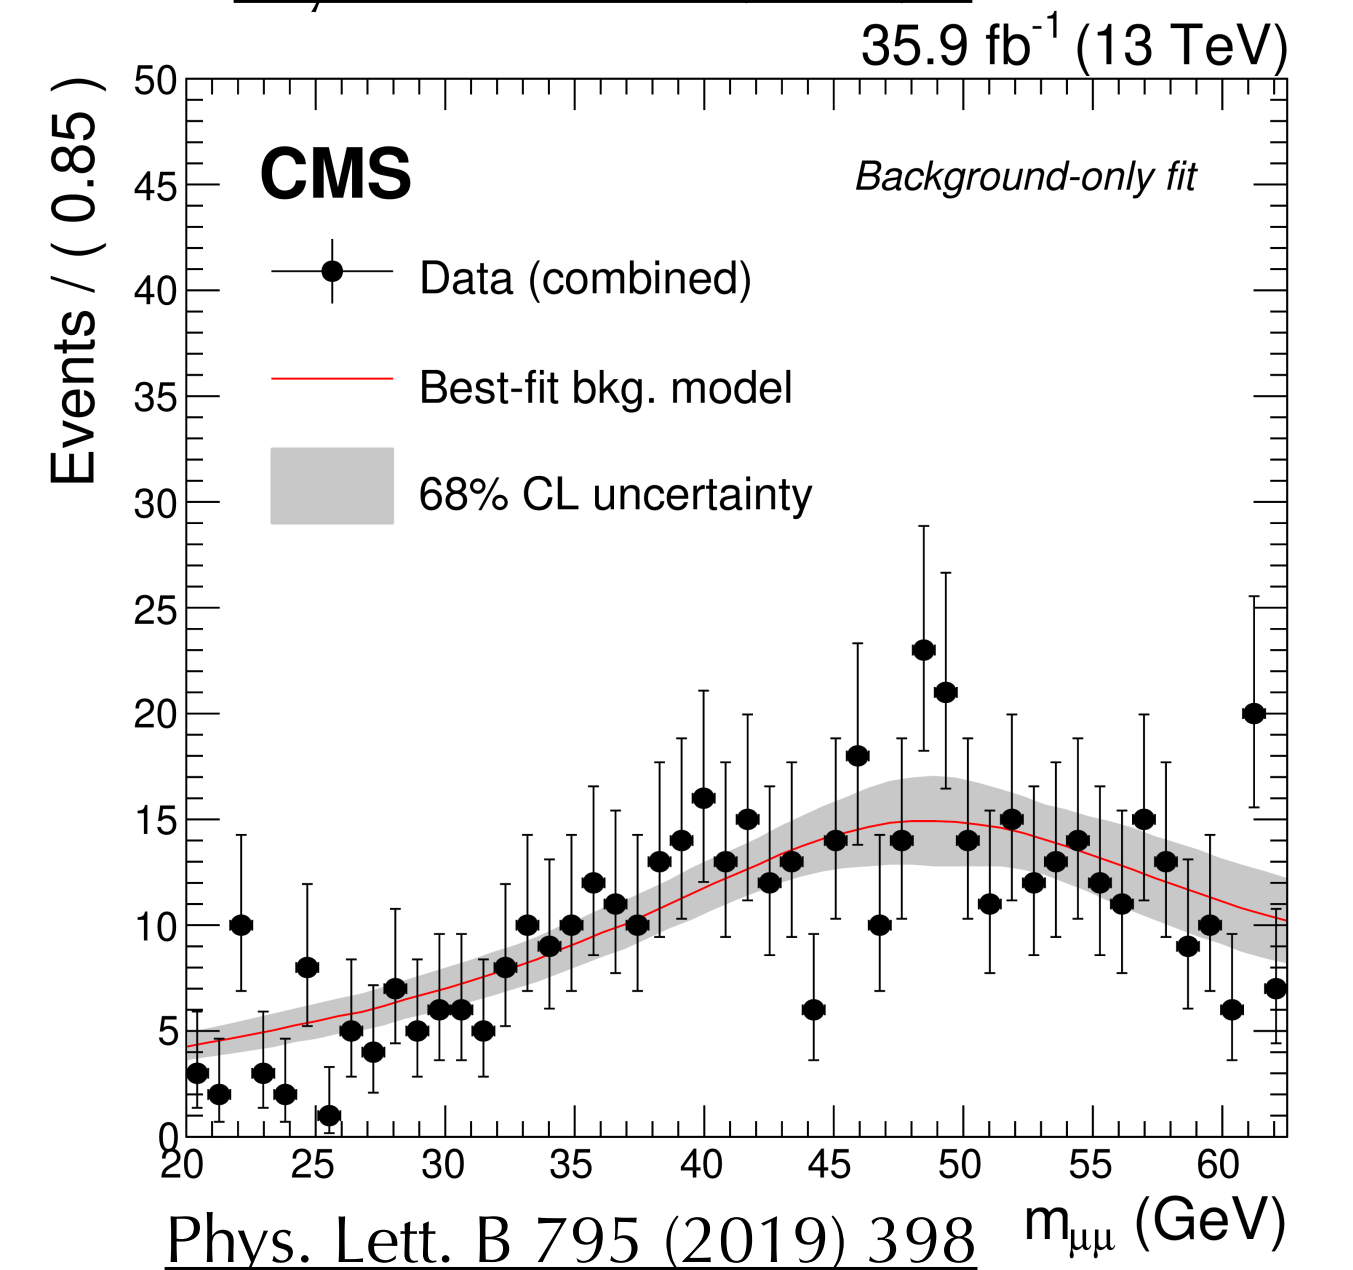 35.9 fb⁻¹ (13 TeV)
Events / ( 0.85 )
50
45
40
35
30
25
20
15
10
5
0
CMS
Background-only fit
Data (combined)
Best-fit bkg. model
68% CL uncertainty
20 25 30 35 40 45 50 55 60
m_μμ (GeV)
Phys. Lett. B 795 (2019) 398